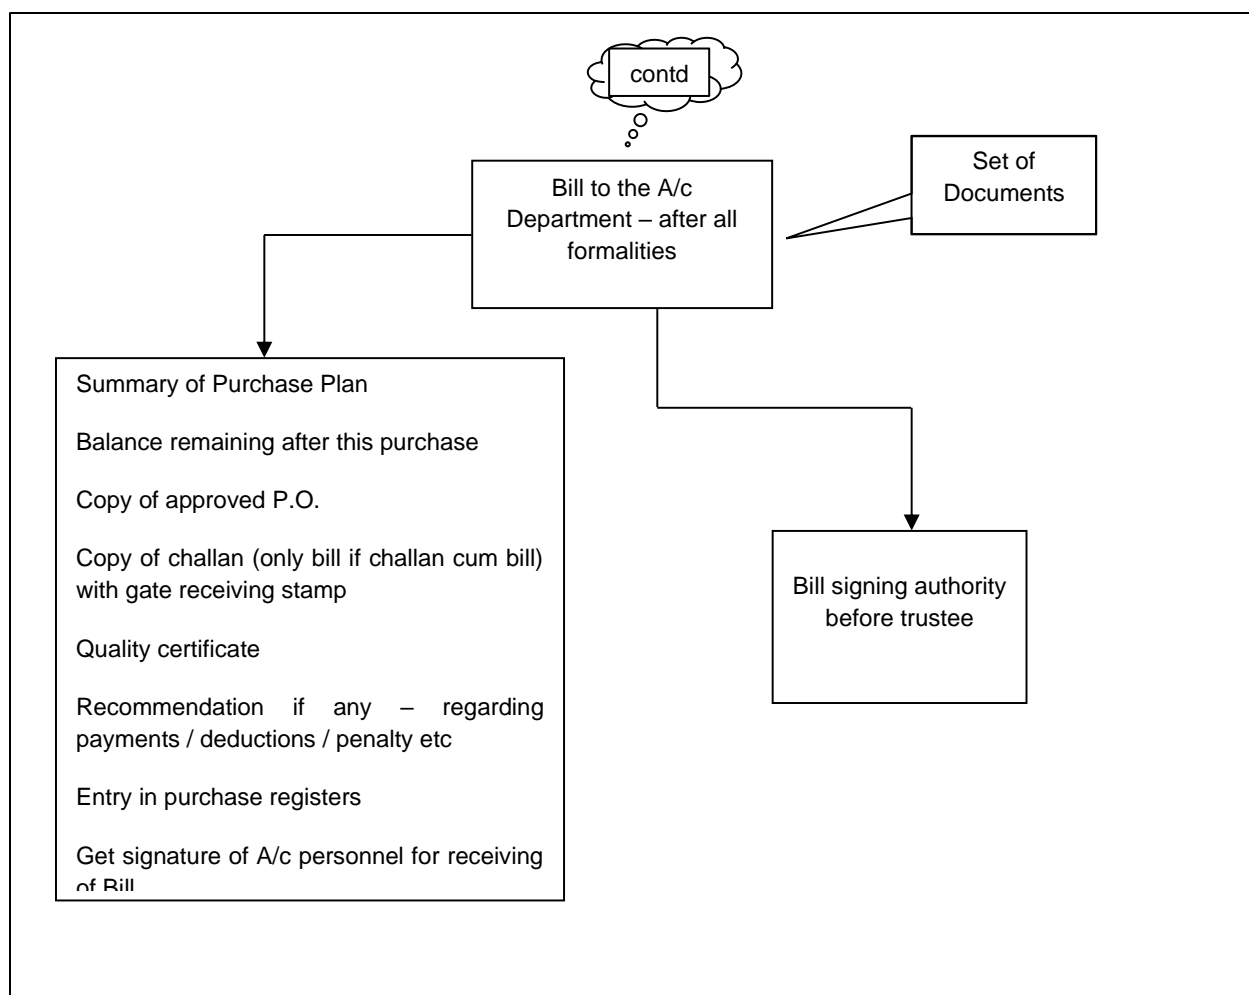 contd
Set of
Documents
Bill to the A/c
Department – after all
formalities
Summary of Purchase Plan
Balance remaining after this purchase
Copy of approved P.O.
Copy of challan (only bill if challan cum bill)
with gate receiving stamp
Quality certificate
Recommendation if any – regarding
payments / deductions / penalty etc
Entry in purchase registers
Get signature of A/c personnel for receiving
of Bill
Bill signing authority
before trustee